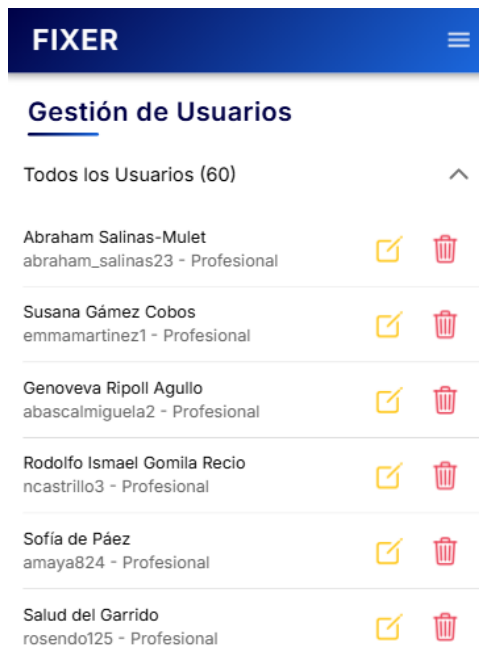 FIXER
Gestión de Usuarios
Todos los Usuarios (60)
Abraham Salinas-Mulet
abraham_salinas23 - Profesional
Susana Gámez Cobos
emmamartinez1 - Profesional
Genoveva Ripoll Agullo
abascalmiguela2 - Profesional
Rodolfo Ismael Gomila Recio
ncastrillo3 - Profesional
Sofía de Páez
amaya824 - Profesional
Salud del Garrido
rosendo125 - Profesional